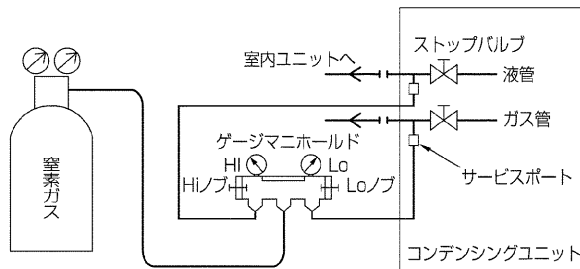 ストップバルブ
室内ユニットへ
液管
ガス管
ゲージマニホールド
HI
Lo
Hiノブ
Loノブ
サービスポート
窒素ガス
コンデンシングユニット